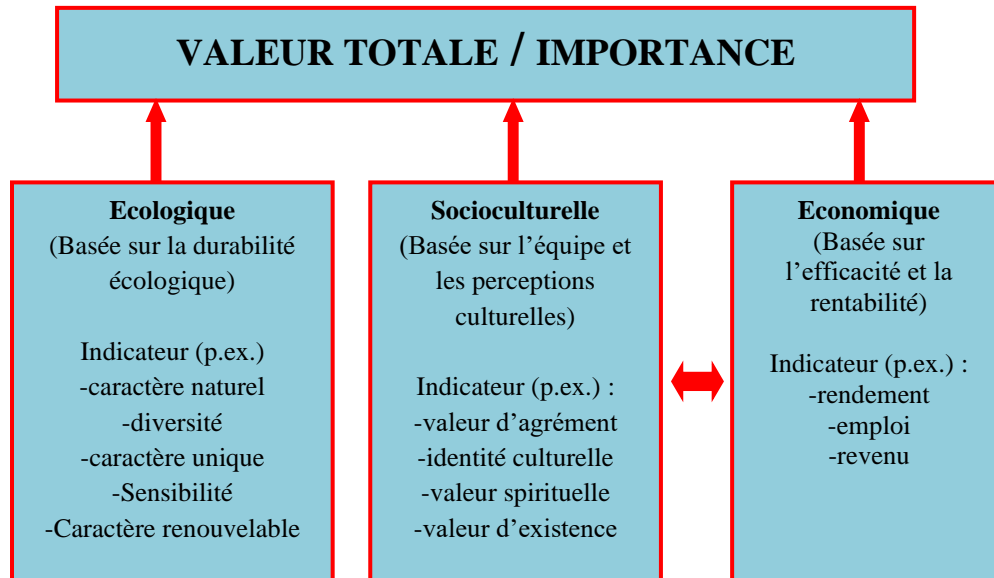 VALEUR TOTALE / IMPORTANCE
Ecologique
(Basée sur la durabilité
écologique)
Indicateur (p.ex.)
-caractère naturel
-diversité
-caractère unique
-Sensibilité
-Caractère renouvelable
Socioculturelle
(Basée sur l’équipe et
les perceptions
culturelles)
Indicateur (p.ex.) :
-valeur d’agrément
-identité culturelle
-valeur spirituelle
-valeur d’existence
Economique
(Basée sur
l’efficacité et la
rentabilité)
Indicateur (p.ex.) :
-rendement
-emploi
-revenu